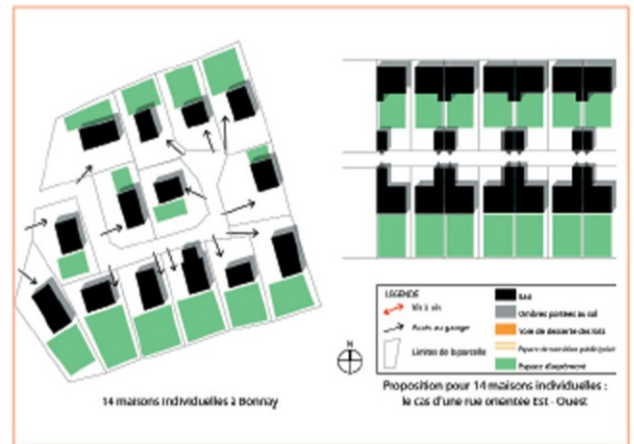 14 maisons individuelles à Bonnay
LEGENDE
Vis à vis
Accès au garage
Limites de la parcelle
Bâti
Ombres portées au sol
Voie de desserte des lots
Espace d'agrément
N
Proposition pour 14 maisons individuelles :
le cas d'une rue orientée Est - Ouest